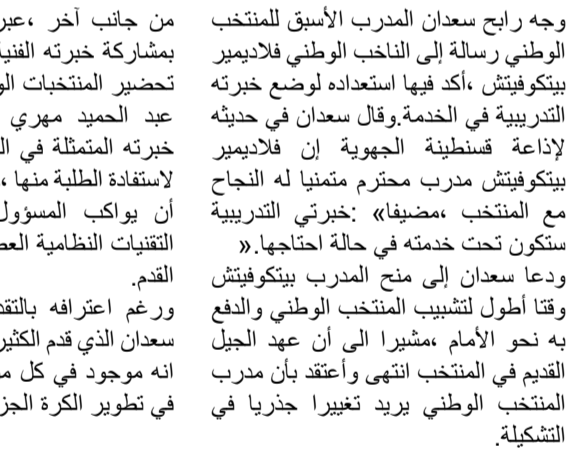 وجه رابح سعدان المدرب الأسبق للمنتخب
الوطني رسالة إلى الناخب الوطني فلاديمير
بيتكوفيتش ،أكد فيها استعداده لوضع خبرته
التدريبية في الخدمة.وقال سعدان في حديثه
لإذاعة قسنطينة الجهوية إن فلاديمير
بيتكوفيتش مدرب محترم متمنيا له النجاح
مع المنتخب ،مضيفا» :خبرتي التدريبية
ستكون تحت خدمته في حالة احتاجها.«
ودعا سعدان إلى منح المدرب بيتكوفيتش
وقتا أطول لتشبيب المنتخب الوطني والدفع
به نحو الأمام ،مشيرا الى أن عهد الجيل
القديم في المنتخب انتهى وأعتقد بأن مدرب
المنتخب الوطني يريد تغييرا جذريا في
التشكيلة.
من جانب آخر ،عبر
بمشاركة خبرته الفنية
تحضير المنتخبات
عبد الحميد مهري
خبرته المتمثلة في
لاستفادة الطلبة منها ،
أن يواكب المسؤول
التقنيات النظامية
القدم.
ورغم اعترافه
سعدان الذي قدم الكثير
انه موجود في كل
في تطوير الكرة